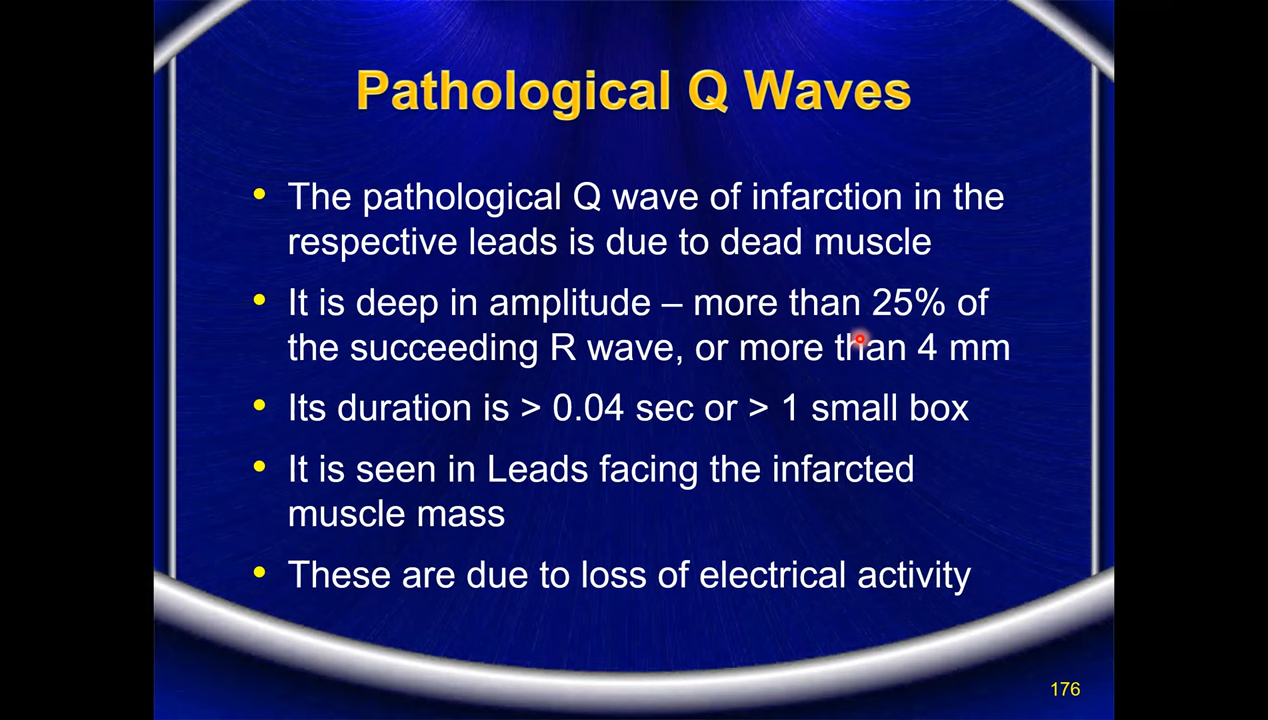 Pathological Q Waves
• The pathological Q wave of infarction in the
respective leads is due to dead muscle
• It is deep in amplitude – more than 25% of
the succeeding R wave, or more than 4 mm
• Its duration is > 0.04 sec or > 1 small box
• It is seen in Leads facing the infarcted
muscle mass
• These are due to loss of electrical activity
176